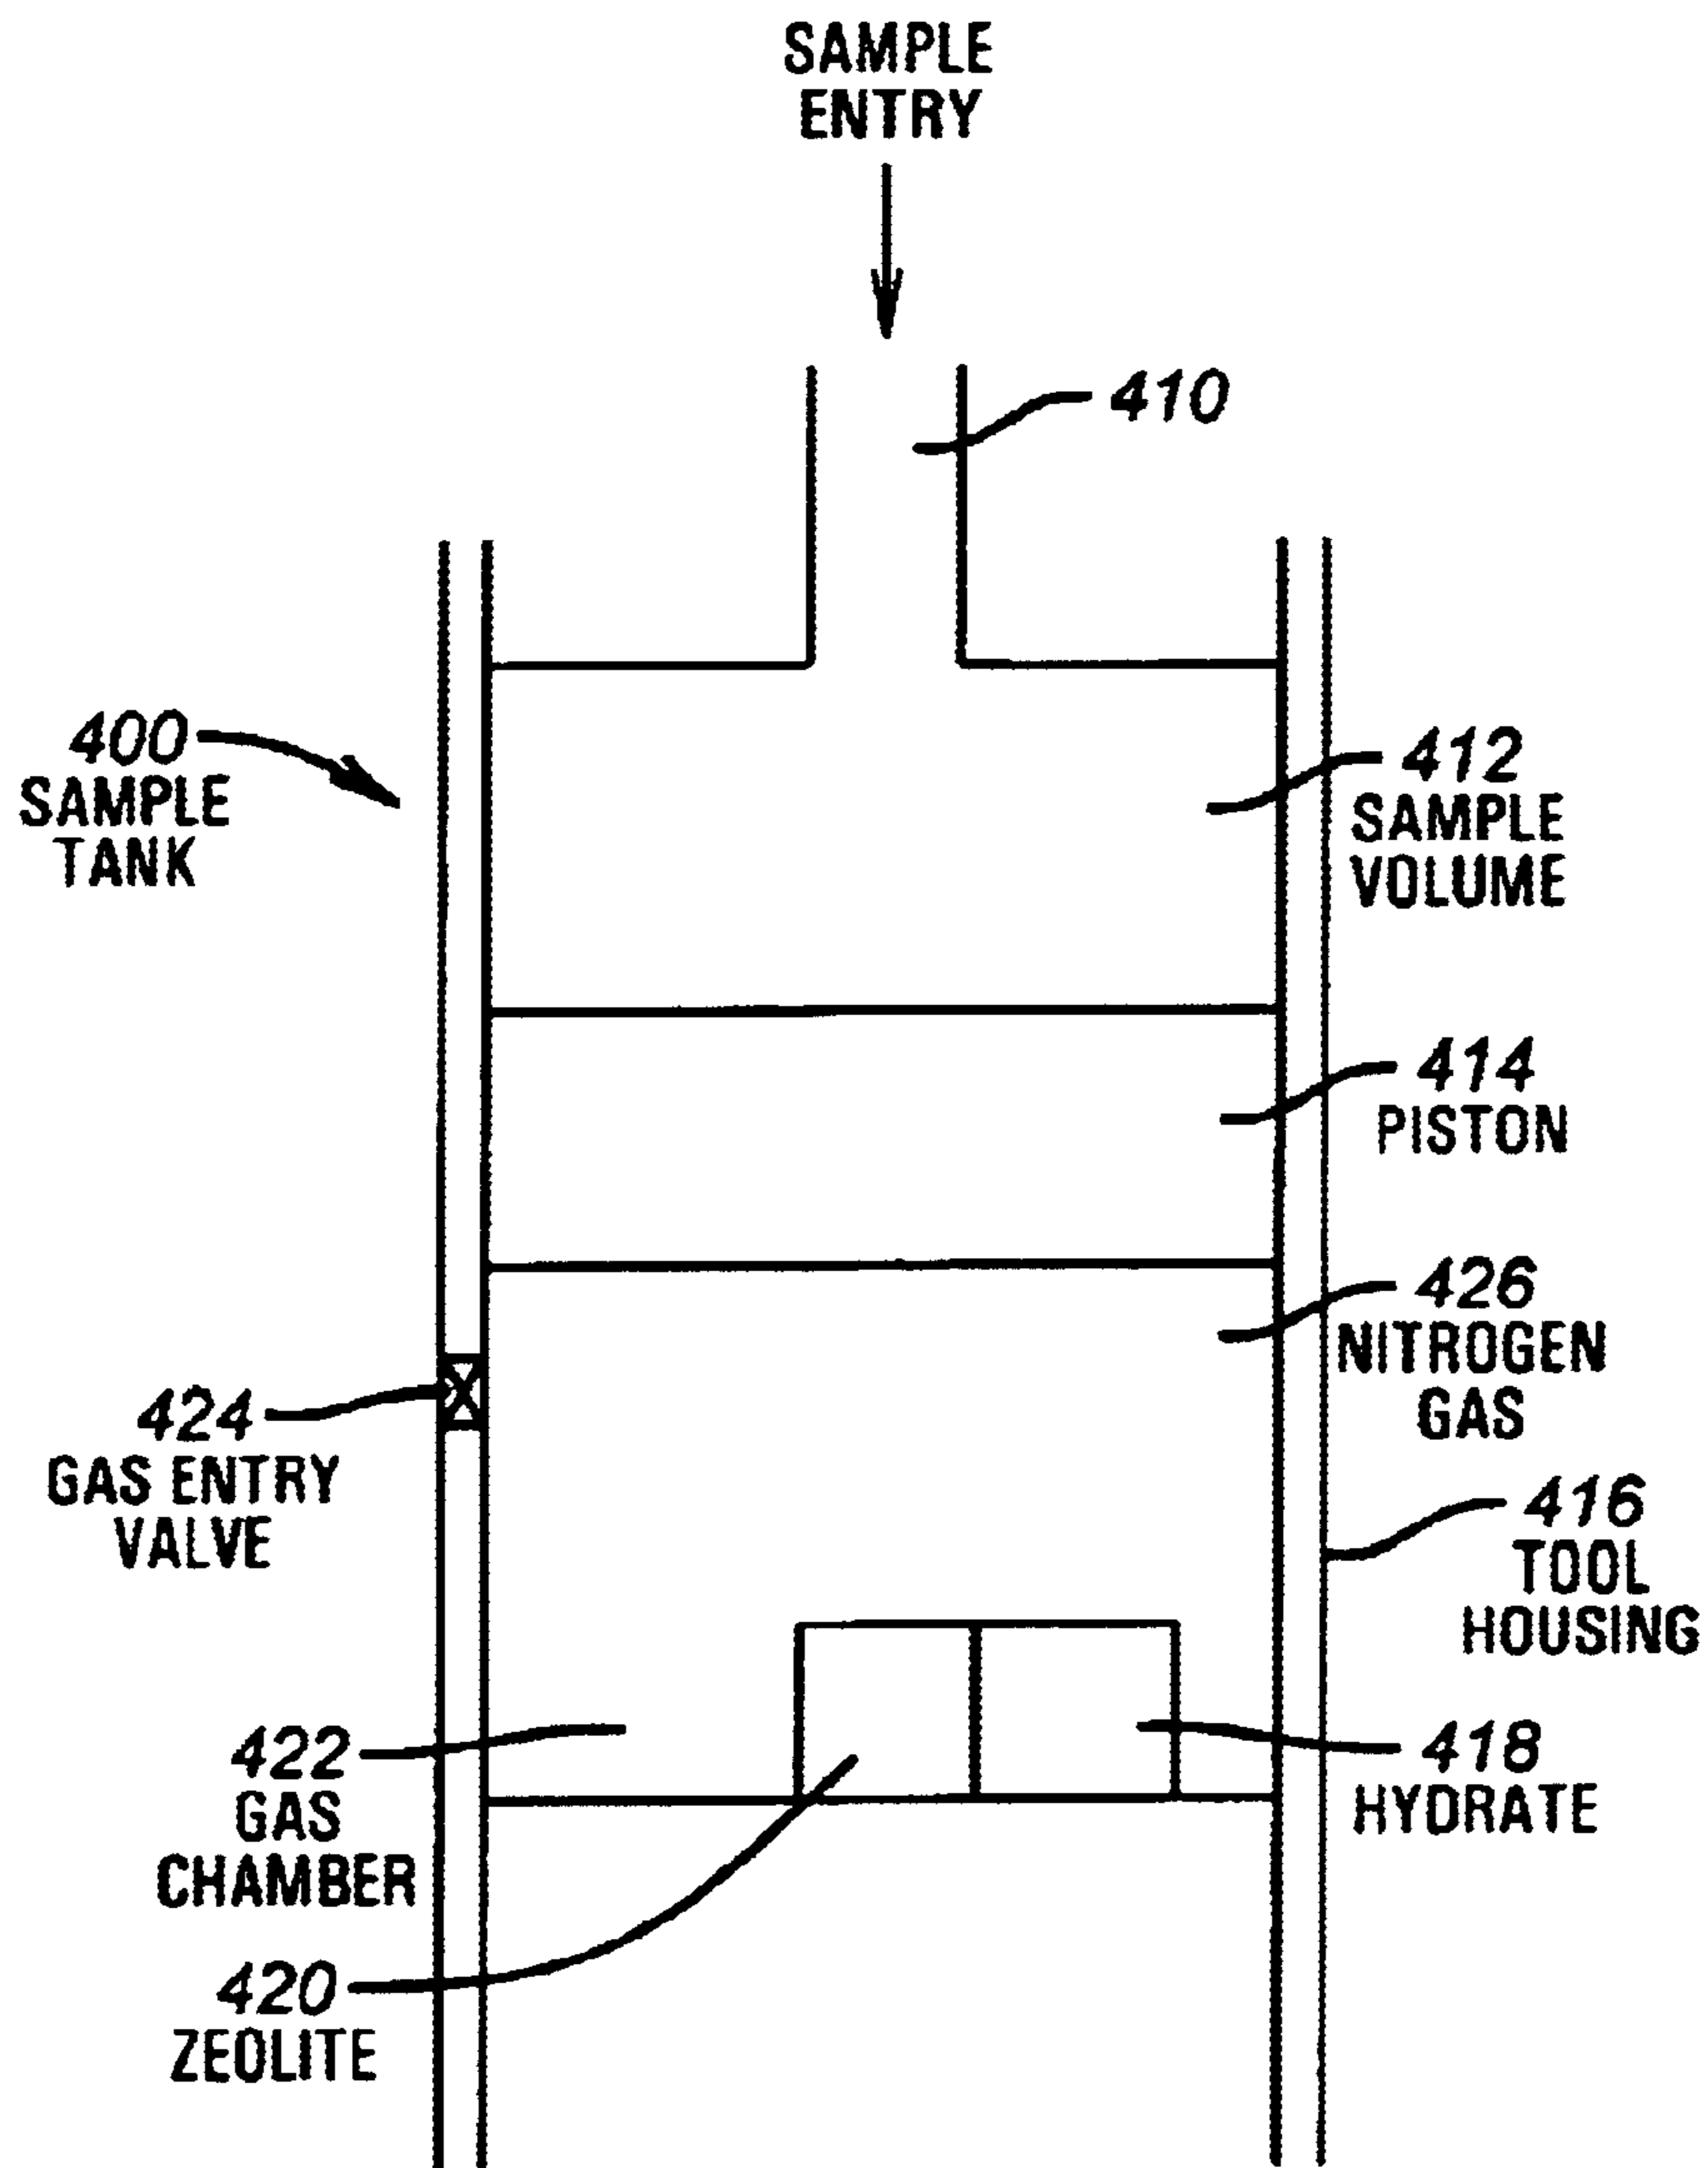 SAMPLE
ENTRY
410
400
SAMPLE
TANK
412
SAMPLE
VOLUME
414
PISTON
426
NITROGEN
GAS
424
GAS ENTRY
VALVE
416
TOOL
HOUSING
422
GAS
CHAMBER
418
HYDRATE
420
ZEOLITE